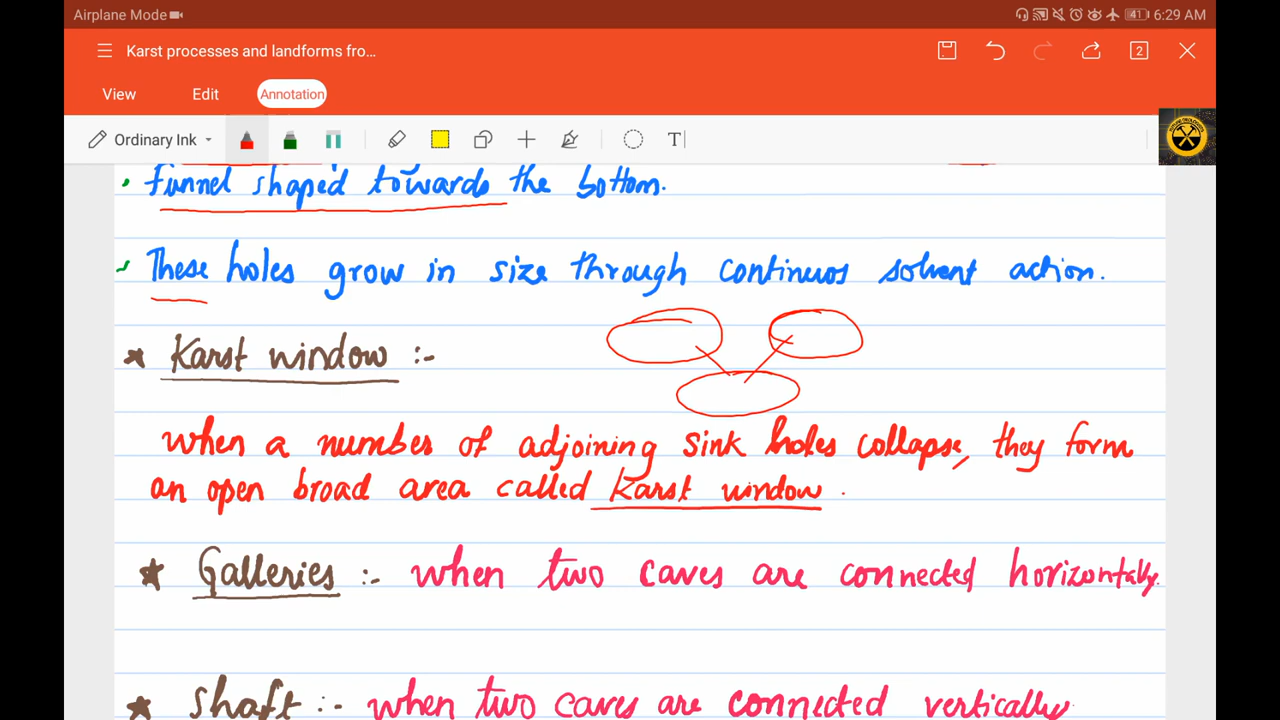 Airplane Mode
41 6:29 AM
Karst processes and landforms fro...
2
View Edit Annotation
Ordinary Ink
T
Funnel shaped towards the bottom.
These holes grow in size through continuos solvent action.
Karst window :-
when a number of adjoining sink holes collapse, they form
an open broad area called Karst window .
Galleries :- when two caves are connected horizontally.
Shaft :- when two caves are connected vertically